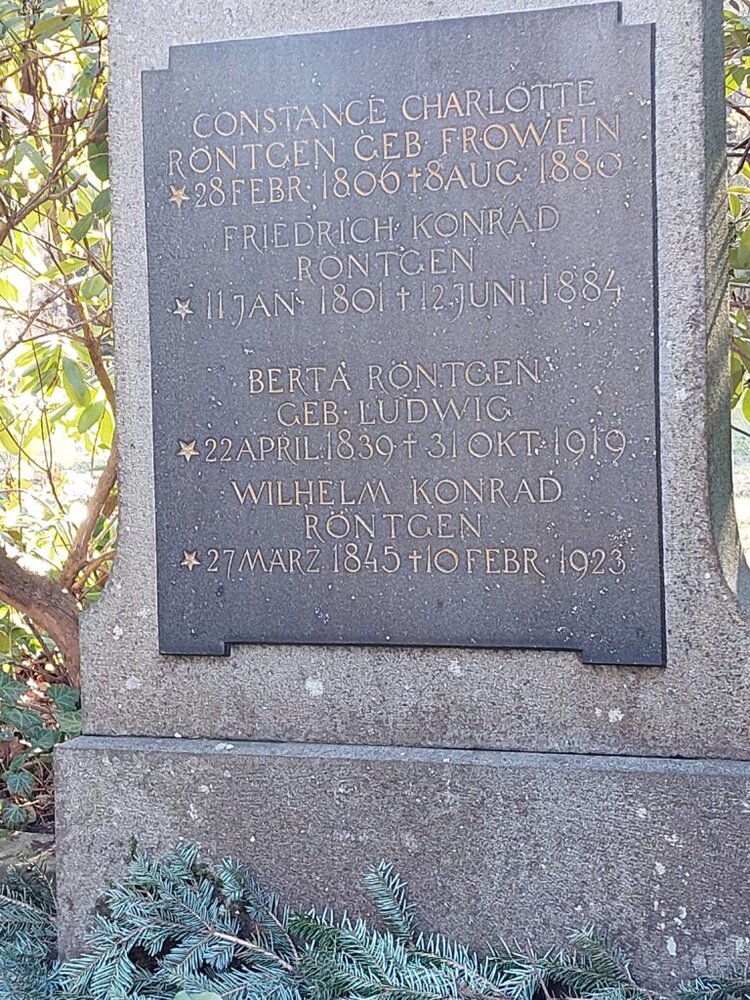 CONSTANCE CHARLOTTE
RÖNTGEN GEB FROWEIN
28 FEBR · 1806 † 8 AUG · 1880
FRIEDRICH KONRAD
RÖNTGEN
11 JAN · 1801 † 12 JUNI 1884
BERTA RÖNTGEN
GEB · LUDWIG
22 APRIL 1839 † 31 OKT · 1919
WILHELM KONRAD
RÖNTGEN
27 MÄRZ 1845 † 10 FEBR · 1923